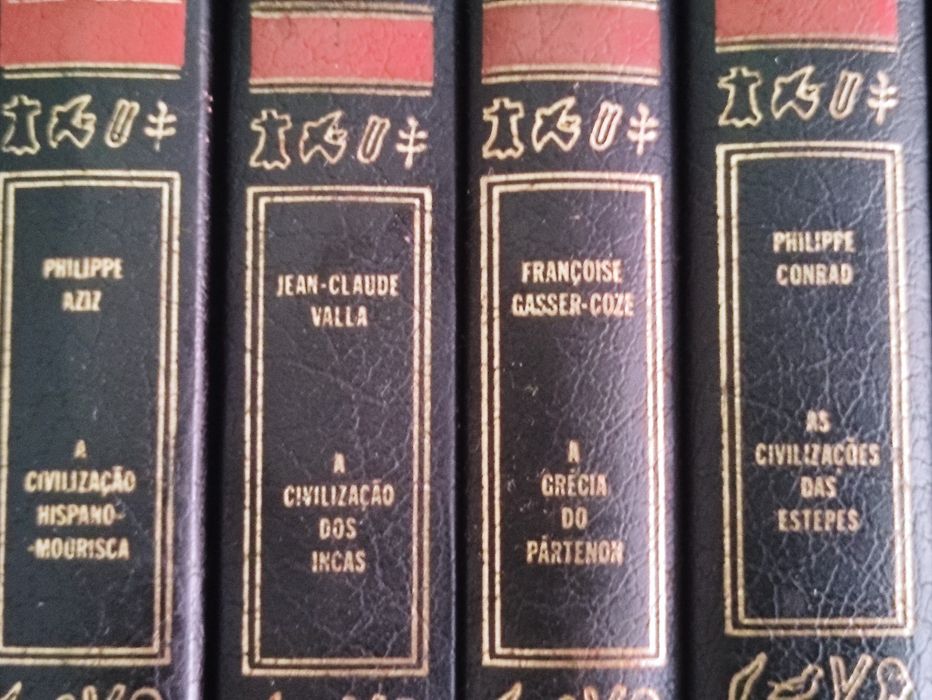 PHILIPPE
AZIZ
A
CIVILIZAÇÃO
HISPANO-
-MOURISCA
JEAN-CLAUDE
VALLA
A
CIVILIZAÇÃO
DOS
INCAS
FRANÇOISE
GASSER-COZE
A
GRÉCIA
DO
PÁRTENON
PHILIPPE
CONRAD
AS
CIVILIZAÇÕES
DAS
ESTEPES